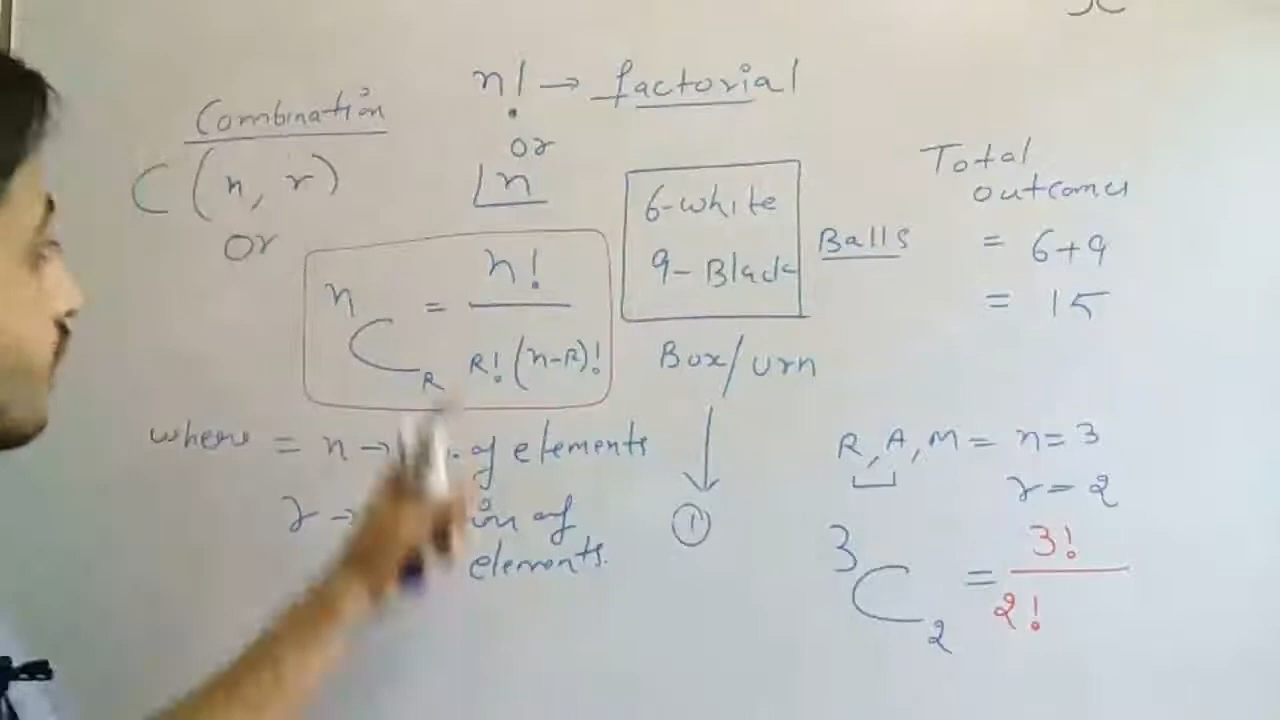 n! → factorial
Combination
or
C (n, r)
⌊n
or
nCR = n! / R! (n-R)!
6-white
9-Black
Balls
Box/urn
①
Total
outcomes
= 6+9
= 15
where = n → of elements
r → of
elements.
R, A, M = n=3
r=2
3C2 = 3! / 2!